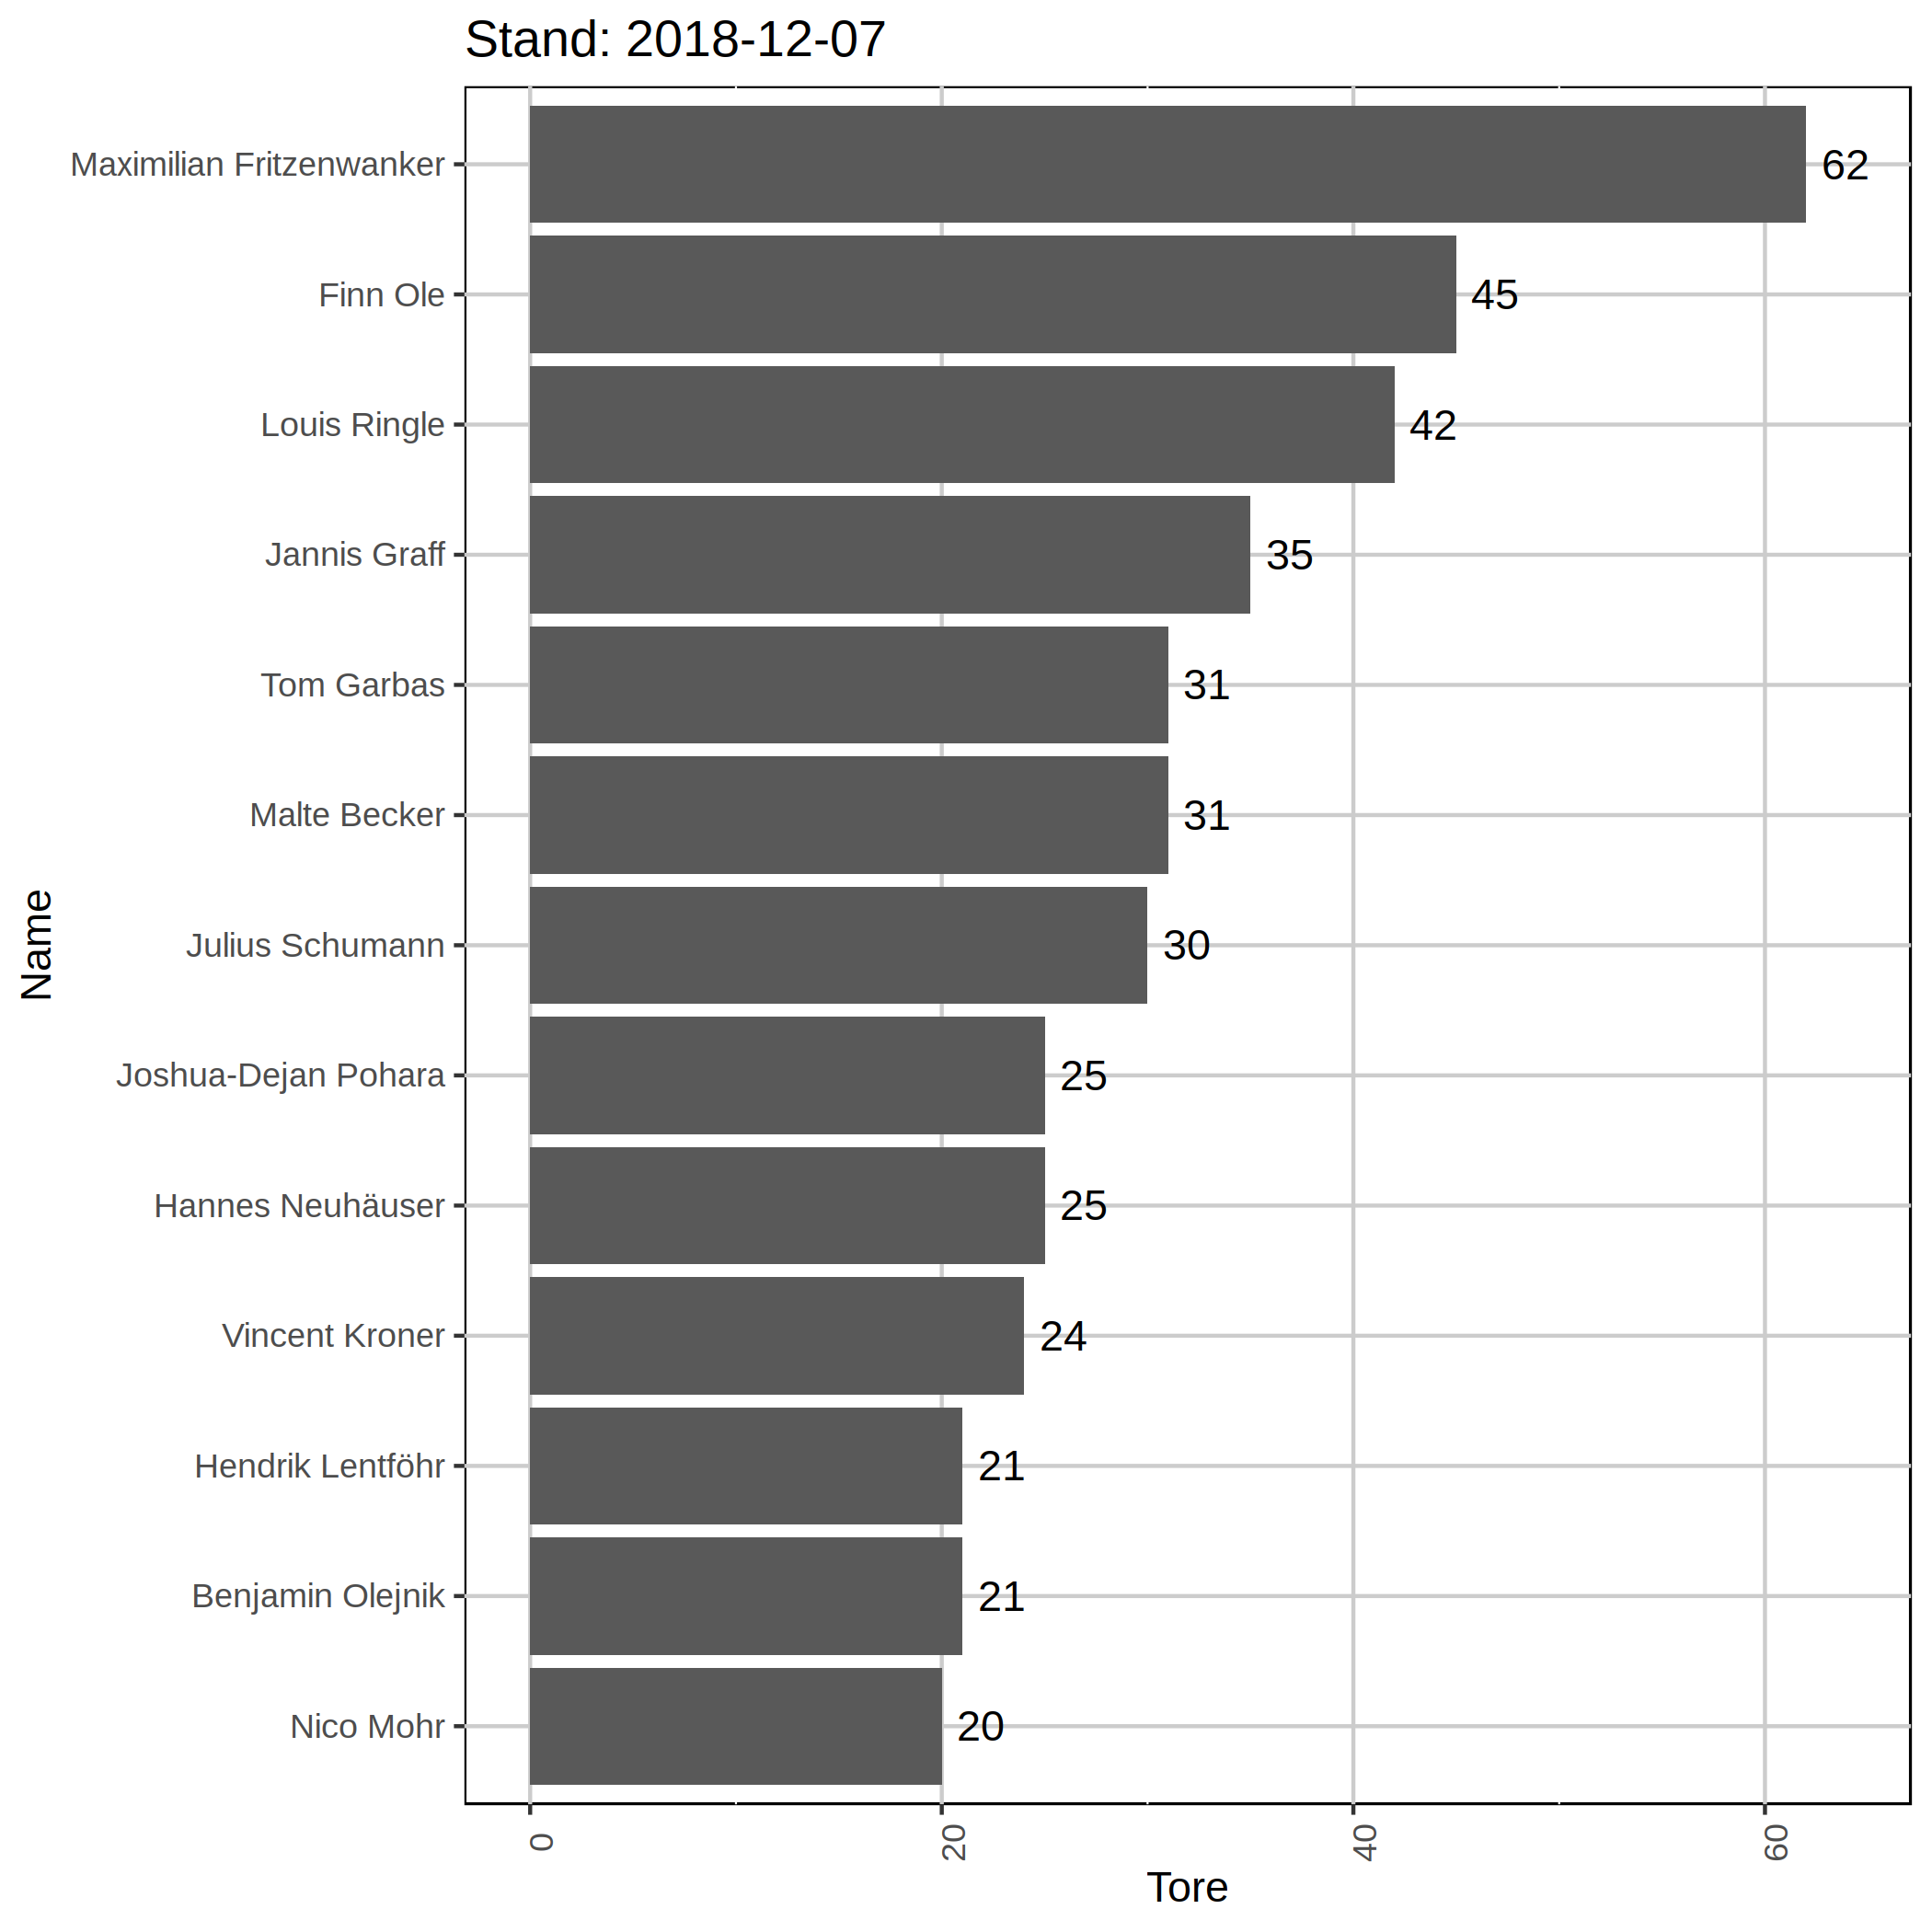 Stand: 2018-12-07
Maximilian Fritzenwanker 62
Finn Ole 45
Louis Ringle 42
Jannis Graff 35
Tom Garbas 31
Malte Becker 31
Julius Schumann 30
Joshua-Dejan Pohara 25
Hannes Neuhäuser 25
Vincent Kroner 24
Hendrik Lentföhr 21
Benjamin Olejnik 21
Nico Mohr 20
Name
0 20 40 60
Tore